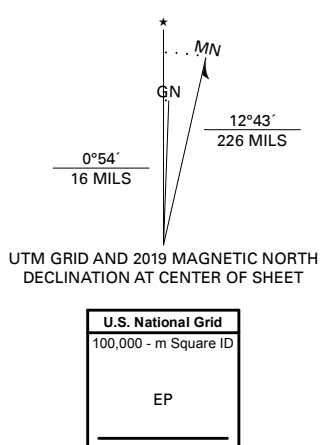 ★
MN
GN
0°54´
16 MILS
12°43´
226 MILS
UTM GRID AND 2019 MAGNETIC NORTH
DECLINATION AT CENTER OF SHEET
U.S. National Grid
100,000 - m Square ID
EP